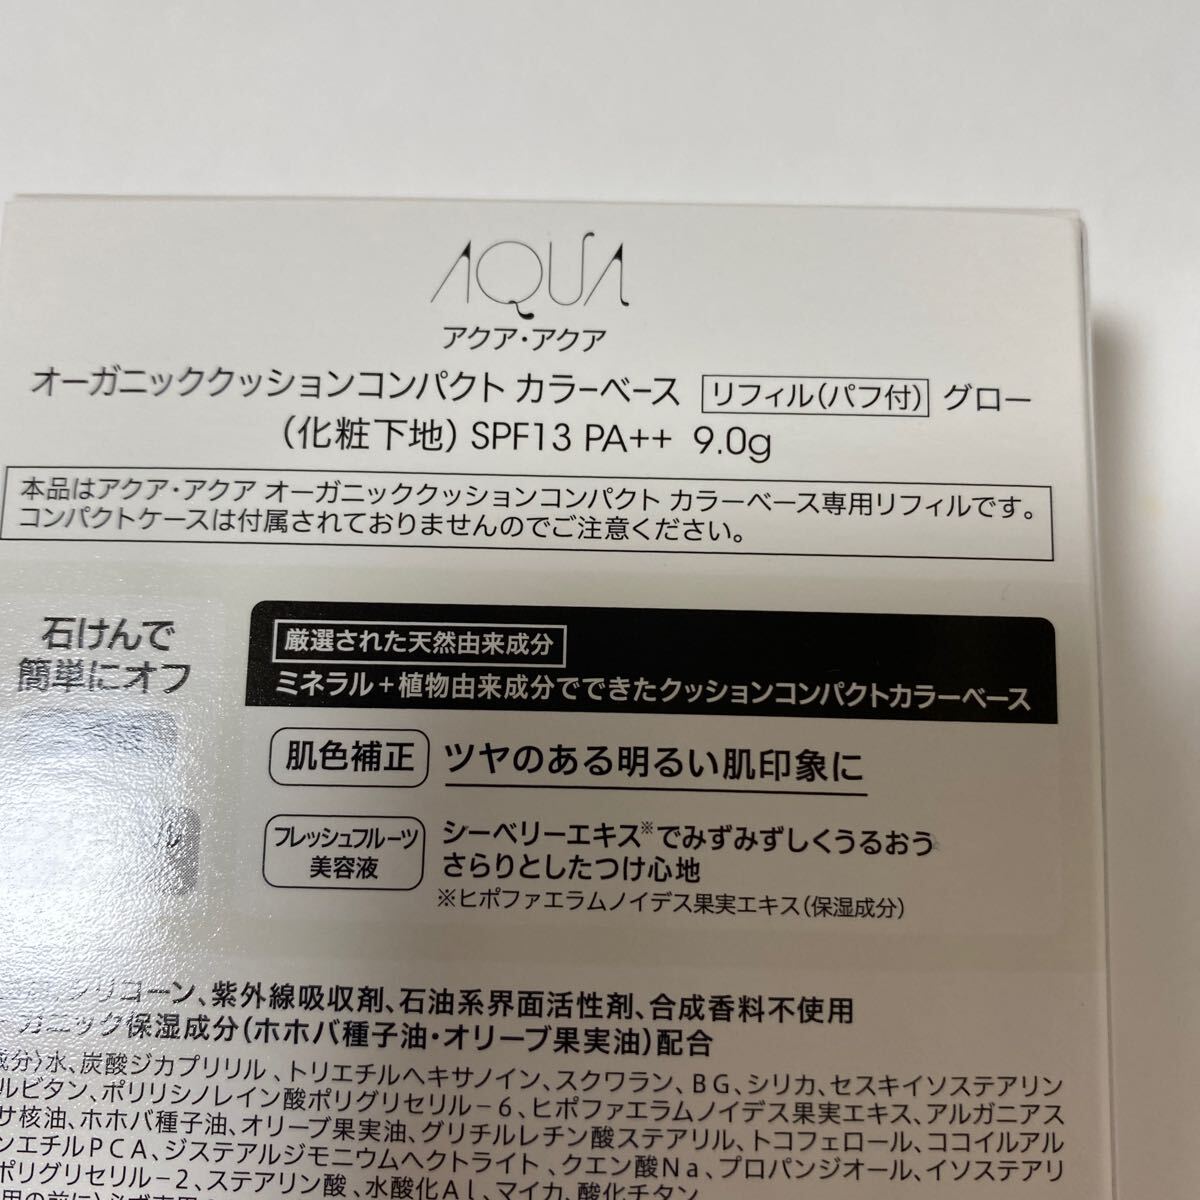 AQUA
アクア・アクア
オーガニッククッションコンパクト カラーベース リフィル(パフ付) グロー
(化粧下地) SPF13 PA++ 9.0g
本品はアクア・アクア オーガニッククッションコンパクト カラーベース専用リフィルです。
コンパクトケースは付属されておりませんのでご注意ください。
石けんで
簡単にオフ
厳選された天然由来成分
ミネラル+植物由来成分でできたクッションコンパクトカラーベース
肌色補正 ツヤのある明るい肌印象に
フレッシュフルーツ
美容液
シーベリーエキス※でみずみずしくうるおう
さらりとしたつけ心地
※ヒポファエラムノイデス果実エキス(保湿成分)
シリコーン、紫外線吸収剤、石油系界面活性剤、合成香料不使用
ガニック保湿成分(ホホバ種子油・オリーブ果実油)配合
成分〉水、炭酸ジカプリリル、トリエチルヘキサノイン、スクワラン、BG、シリカ、セスキイソステアリン
ルビタン、ポリリシノレイン酸ポリグリセリル-6、ヒポファエラムノイデス果実エキス、アルガニアス
サ核油、ホホバ種子油、オリーブ果実油、グリチルレチン酸ステアリル、トコフェロール、ココイルアル
ンエチルPCA、ジステアルジモニウムヘクトライト、クエン酸Na、プロパンジオール、イソステアリ
ポリグリセリル-2、ステアリン酸、水酸化Al、マイカ、酸化チタン